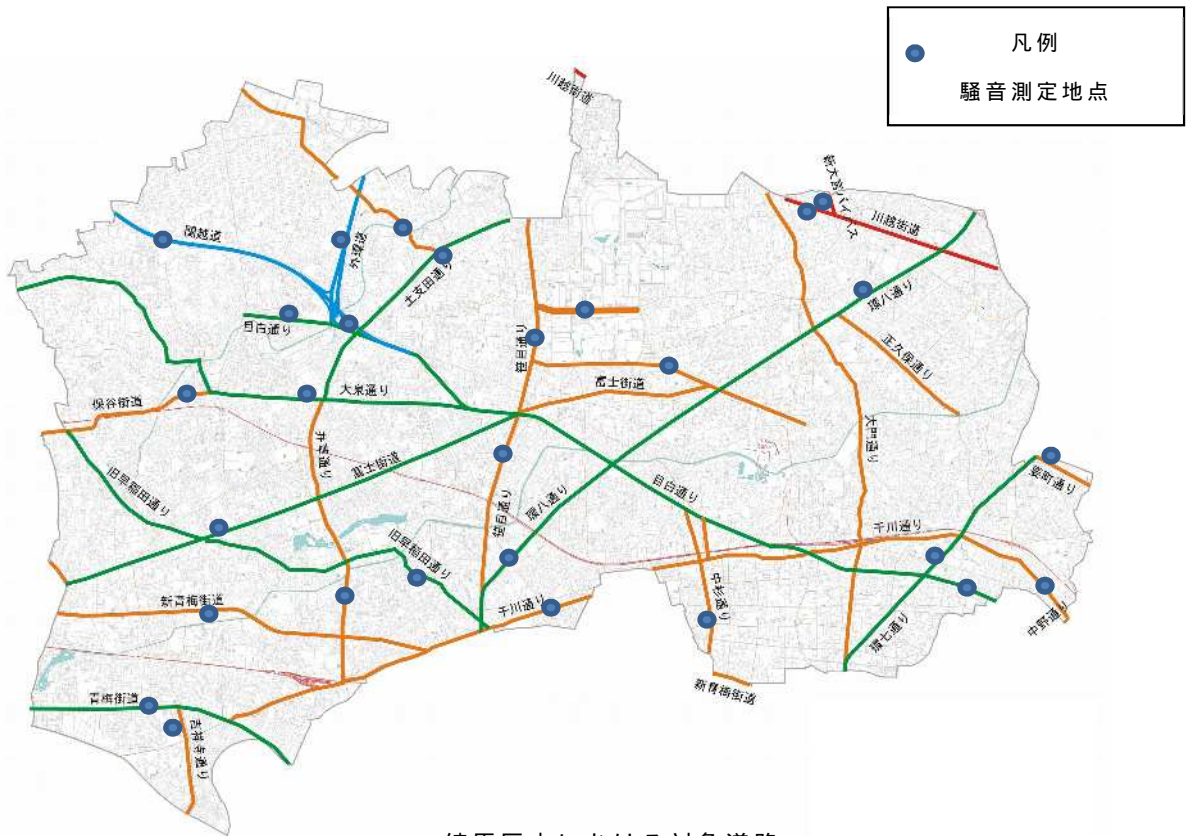 凡例
騒音測定地点
川越街道
新大宮バイパス
川越街道
関越道
外環道
土支田通り
環八通り
目白通り
笹目通り
正久保通り
富士街道
大泉通り
保谷街道
井草通り
富士街道
大門通り
旧早稲田通り
笹目通り
環八通り
目白通り
要町通り
千川通り
旧早稲田通り
新青梅街道
千川通り
中杉通り
環七通り
中野通り
新青梅街道
青梅街道
吉祥寺通り